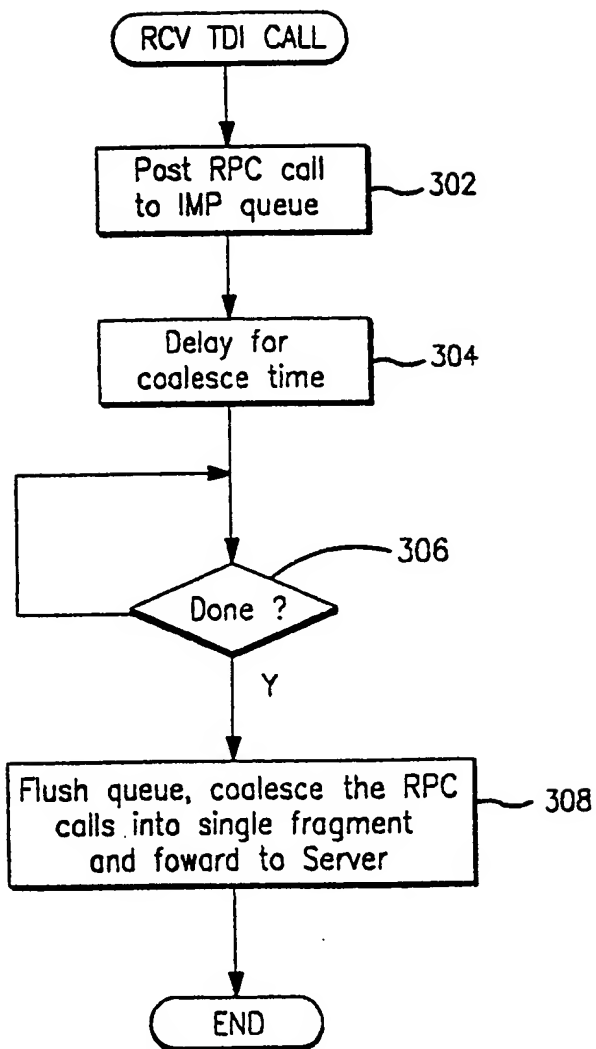 RCV TDI CALL
Post RPC call
to IMP queue
302
Delay for
coalesce time
304
306
Done ?
Y
Flush queue, coalesce the RPC
calls into single fragment
and foward to Server
308
END